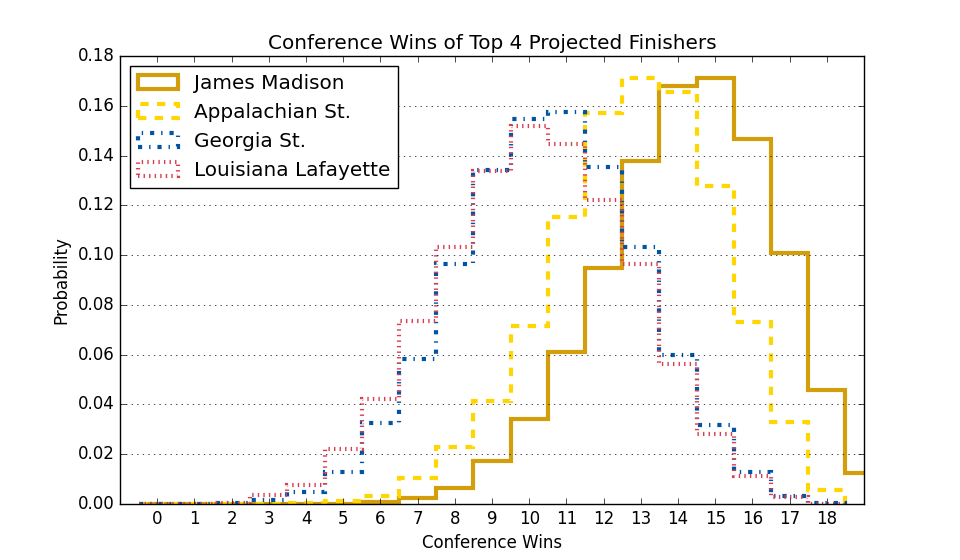 Conference Wins of Top 4 Projected Finishers
0.18
0.16
0.14
0.12
0.10
0.08
0.06
0.04
0.02
0.00
Probability
James Madison
Appalachian St.
Georgia St.
Louisiana Lafayette
0 1 2 3 4 5 6 7 8 9 10 11 12 13 14 15 16 17 18
Conference Wins